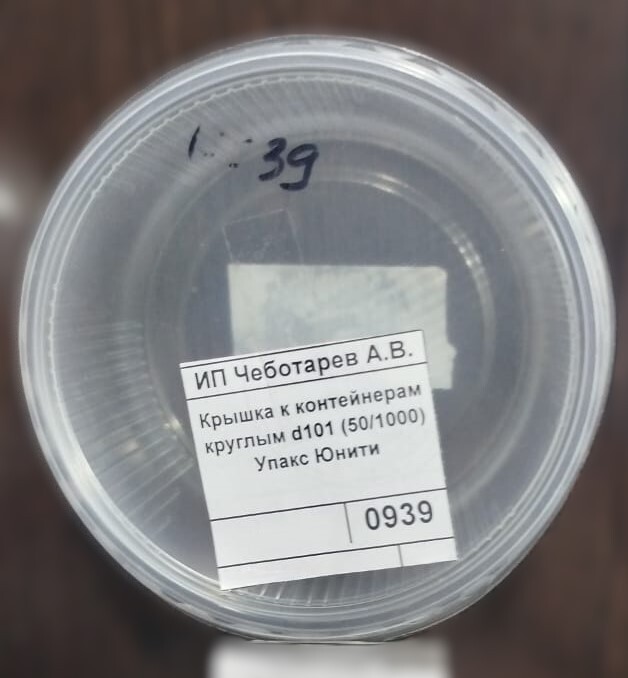 39
ИП Чеботарев А.В.
Крышка к контейнерам
круглым d101 (50/1000)
Упакс Юнити
0939